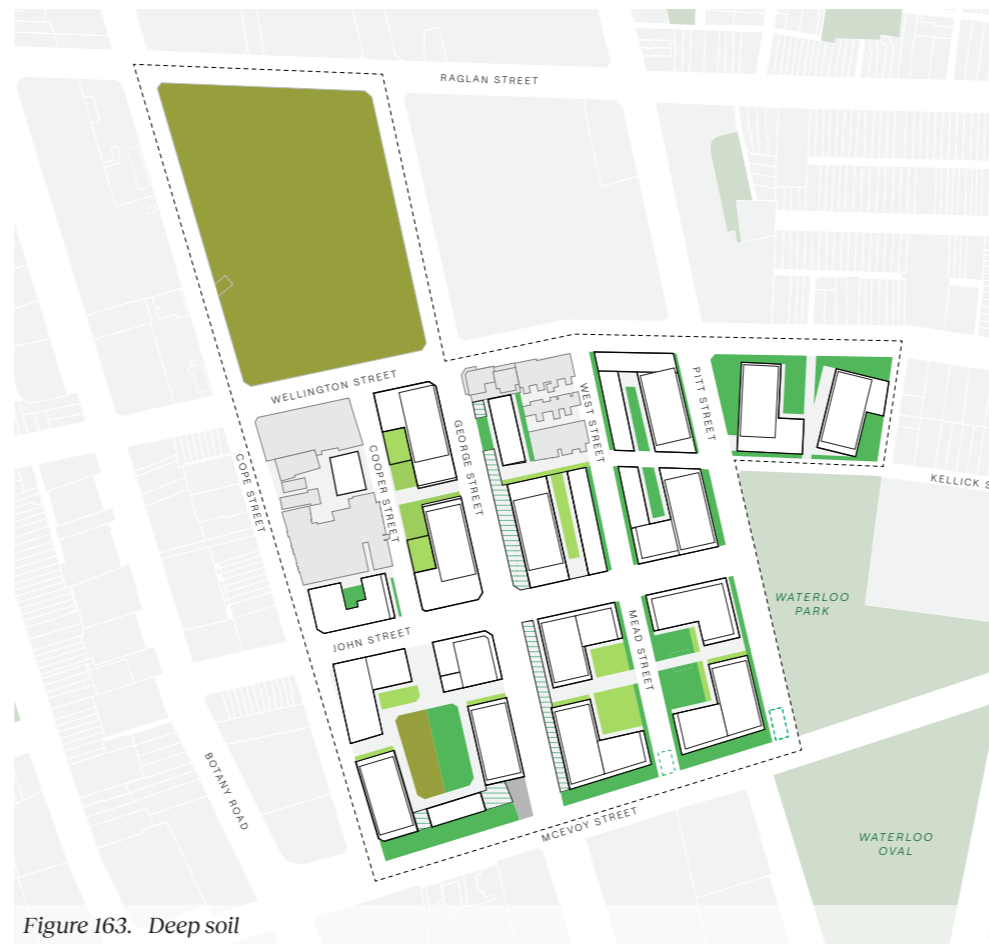 RAGLAN STREET
WELLINGTON STREET
COPE STREET
COOPER STREET
GEORGE STREET
WEST STREET
PITT STREET
KELLICK S
WATERLOO
PARK
JOHN STREET
MEAD STREET
BOTANY ROAD
MCEVOY STREET
WATERLOO
OVAL
Figure 163. Deep soil